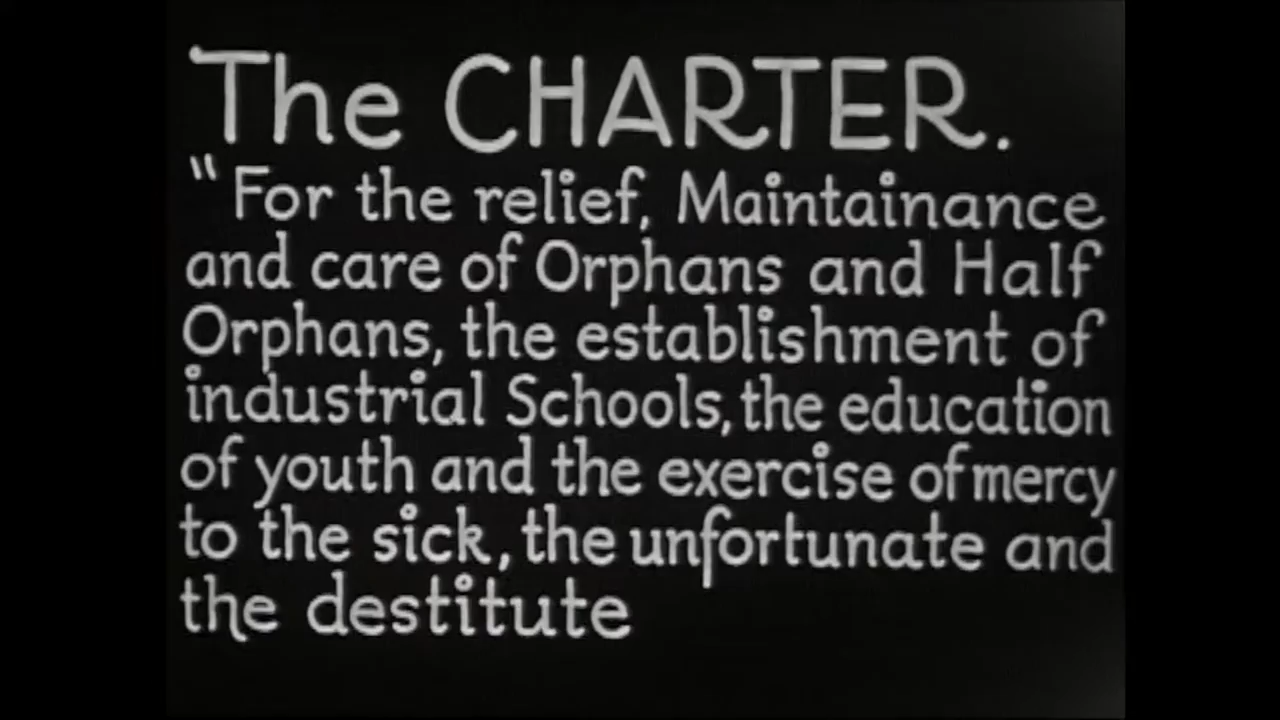 The CHARTER.
"For the relief, Maintainance
and care of Orphans and Half
Orphans, the establishment of
industrial Schools, the education
of youth and the exercise of mercy
to the sick, the unfortunate and
the destitute